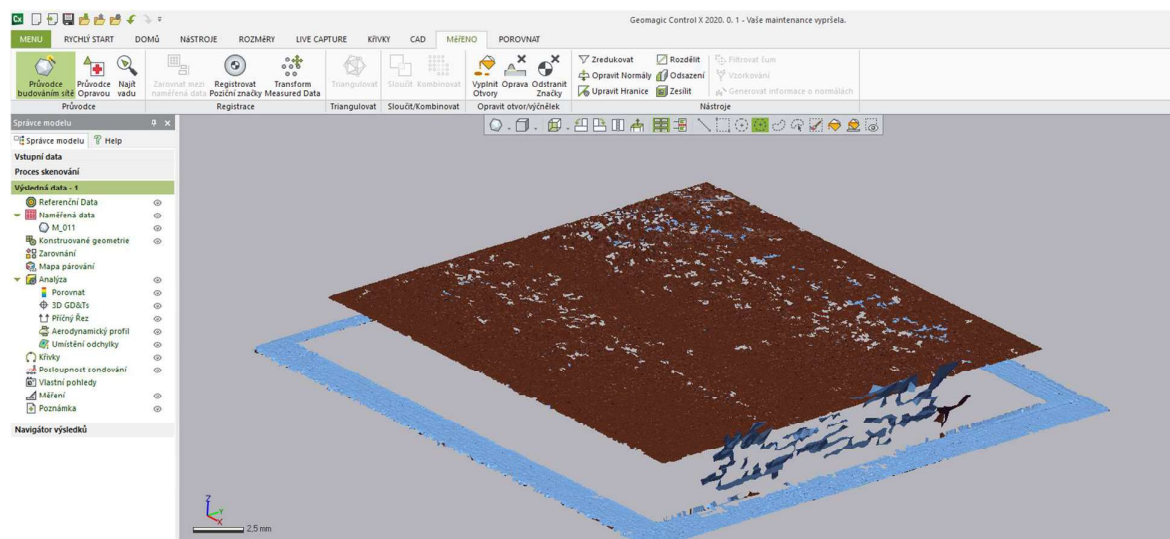 Cx
Geomagic Control X 2020. 0. 1 - Vaše maintenance vypršela.
MENU RYCHLÝ START DOMů NáSTROJE ROZMěRY LIVE CAPTURE KřIVKY CAD MěřENO POROVNAT
Průvodce budováním sítě
Průvodce Opravou
Najít vadu
Zarovnat mezi naměřená data
Registrovat Poziční značky
Transform Measured Data
Triangulovat
Sloučit Kombinovat
Vyplnit Otvory
Oprava
Odstranit Značky
Zredukovat Rozdělit Filtrovat šum
Opravit Normály Odsazení Vzorkování
Upravit Hranice Zesílit Generovat informace o normálách
Průvodce Registrace Triangulovat Sloučit/Kombinovat Opravit otvor/výčnělek Nástroje
Správce modelu
Správce modelu Help
Vstupní data
Proces skenování
Výsledná data - 1
Referenční Data
Naměřená data
M_011
Konstruované geometrie
Zarovnání
Mapa párování
Analýza
Porovnat
3D GD&Ts
Příčný Řez
Aerodynamický profil
Umístění odchylky
Křivky
Posloupnost sondování
Vlastní pohledy
Měření
Poznámka
Navigátor výsledků
Z
Y
X
2.5 mm